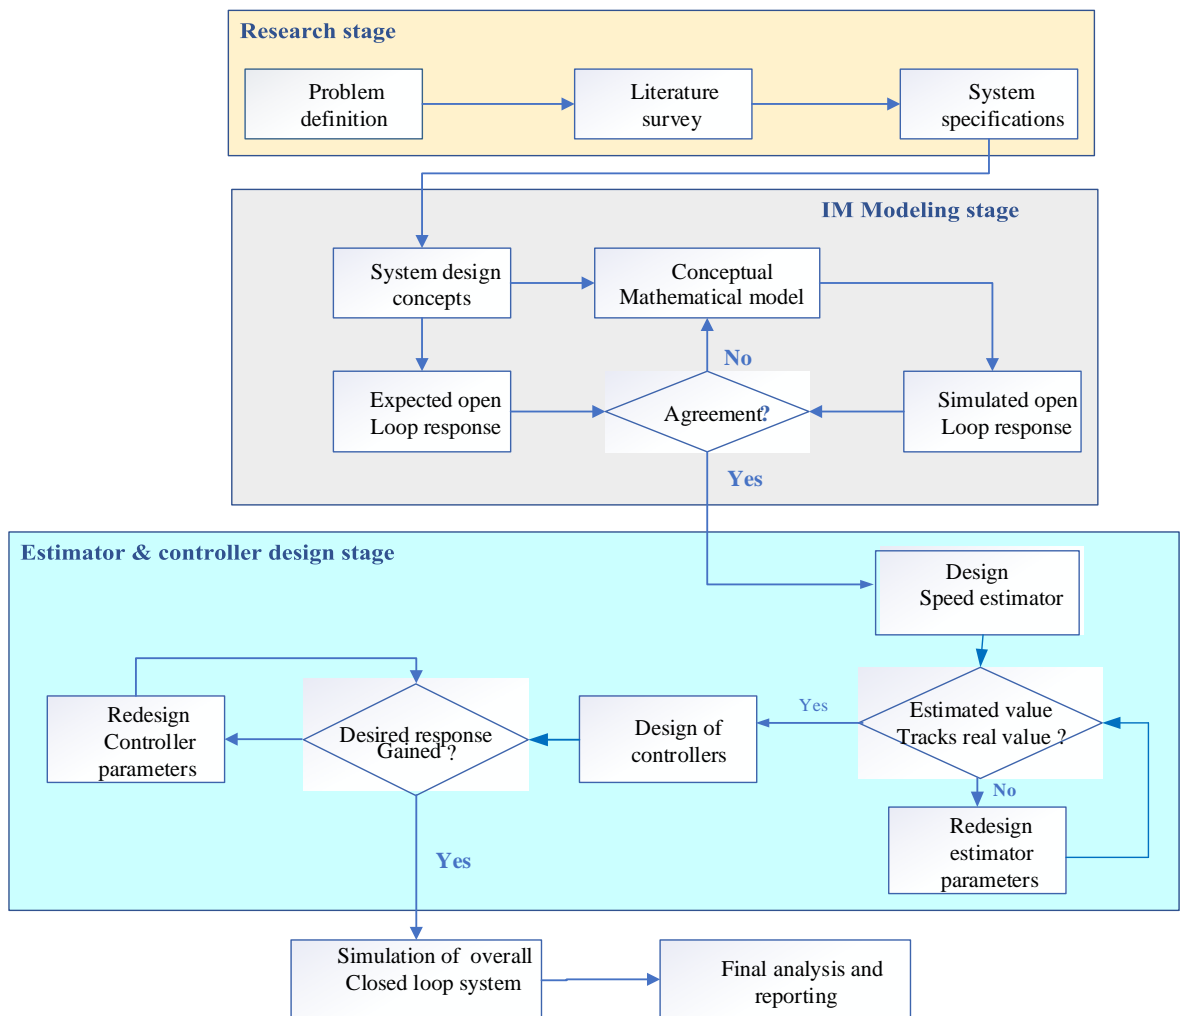 Research stage
Problem
definition
Literature
survey
System
specifications
IM Modeling stage
System design
concepts
Conceptual
Mathematical model
No
Expected open
Loop response
Agreement?
Simulated open
Loop response
Yes
Estimator & controller design stage
Design
Speed estimator
Redesign
Controller
parameters
Desired response
Gained ?
Design of
controllers
Yes
Estimated value
Tracks real value ?
No
Redesign
estimator
parameters
Yes
Simulation of overall
Closed loop system
Final analysis and
reporting